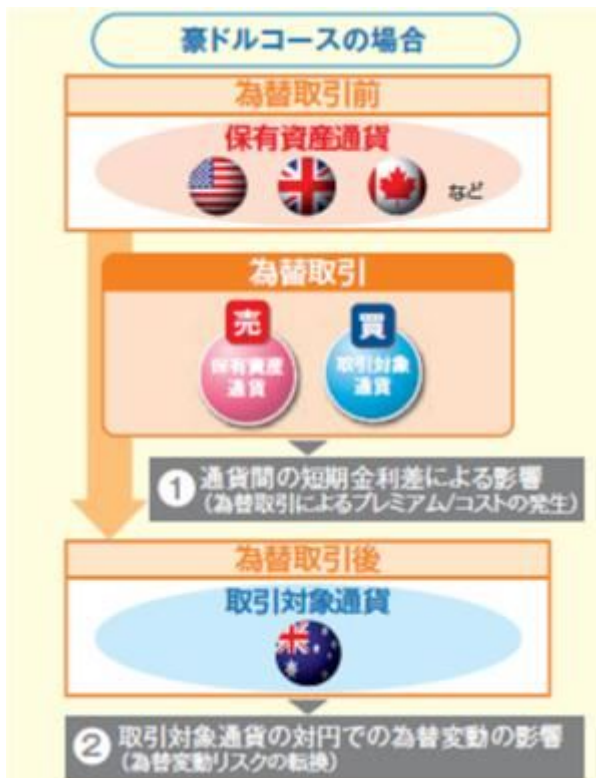 豪ドルコースの場合
為替取引前
保有資産通貨
など
為替取引
売
買
保有資産
通貨
取引対象
通貨
1 通貨間の短期金利差による影響
(為替取引によるプレミアム/コストの発生)
為替取引後
取引対象通貨
2 取引対象通貨の対円での為替変動の影響
(為替変動リスクの転換)